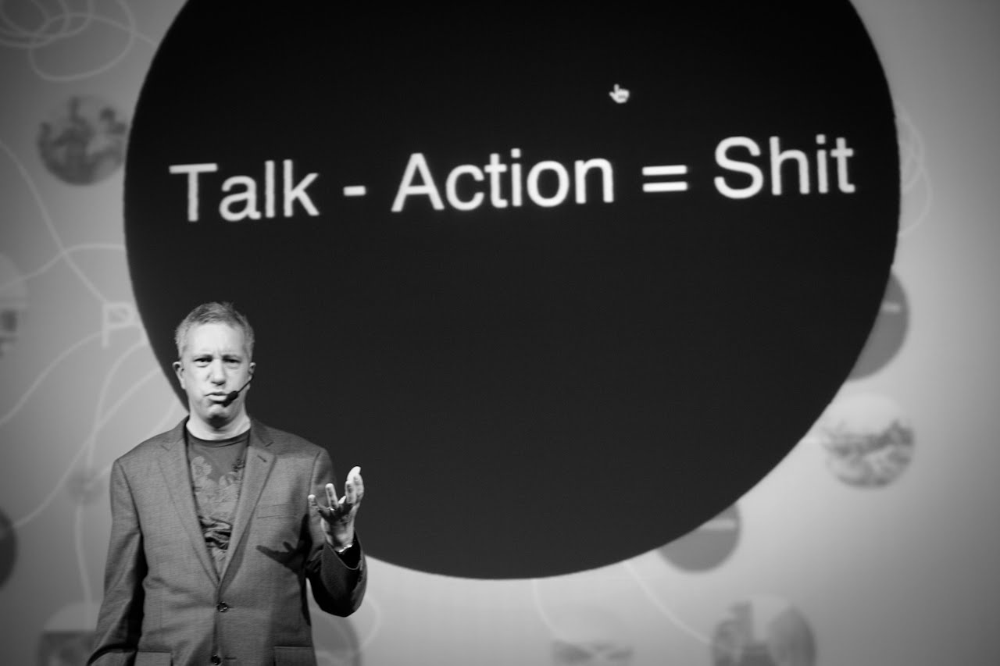 Talk - Action = Shit
P